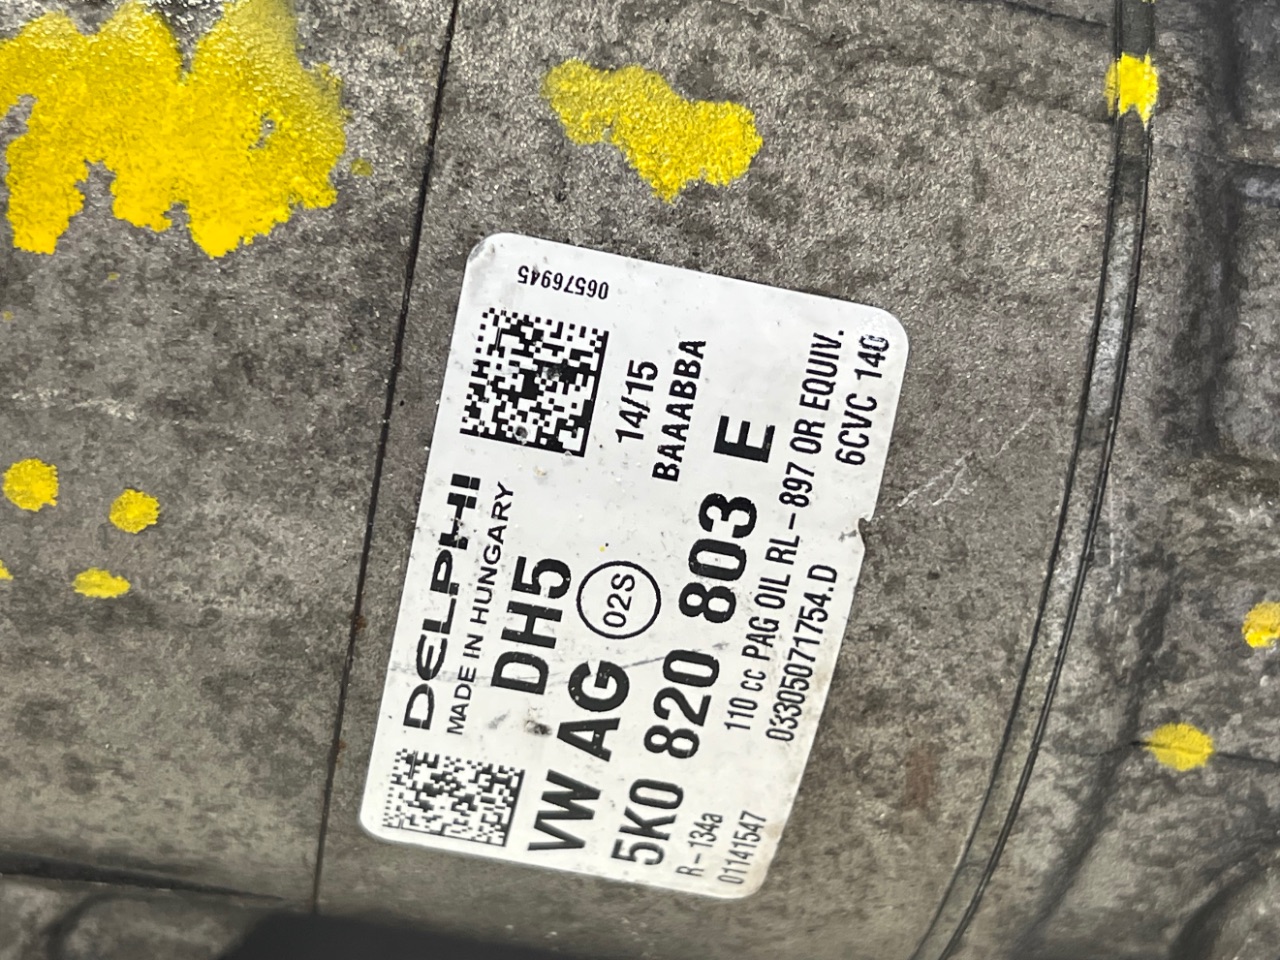 DELPHI
MADE IN HUNGARY
DH5
06576945
VW AG
02S
14/15
BAAABBA
5K0 820 803 E
R-134a
110 cc PAG OIL RL-897 OR EQUIV.
01141547
03305071754.D
6CVC 140